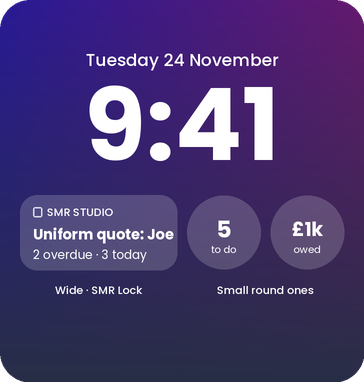 Tuesday 24 November
9:41
SMR STUDIO
Uniform quote: Joe
2 overdue · 3 today
5
to do
£1k
owed
Wide · SMR Lock
Small round ones